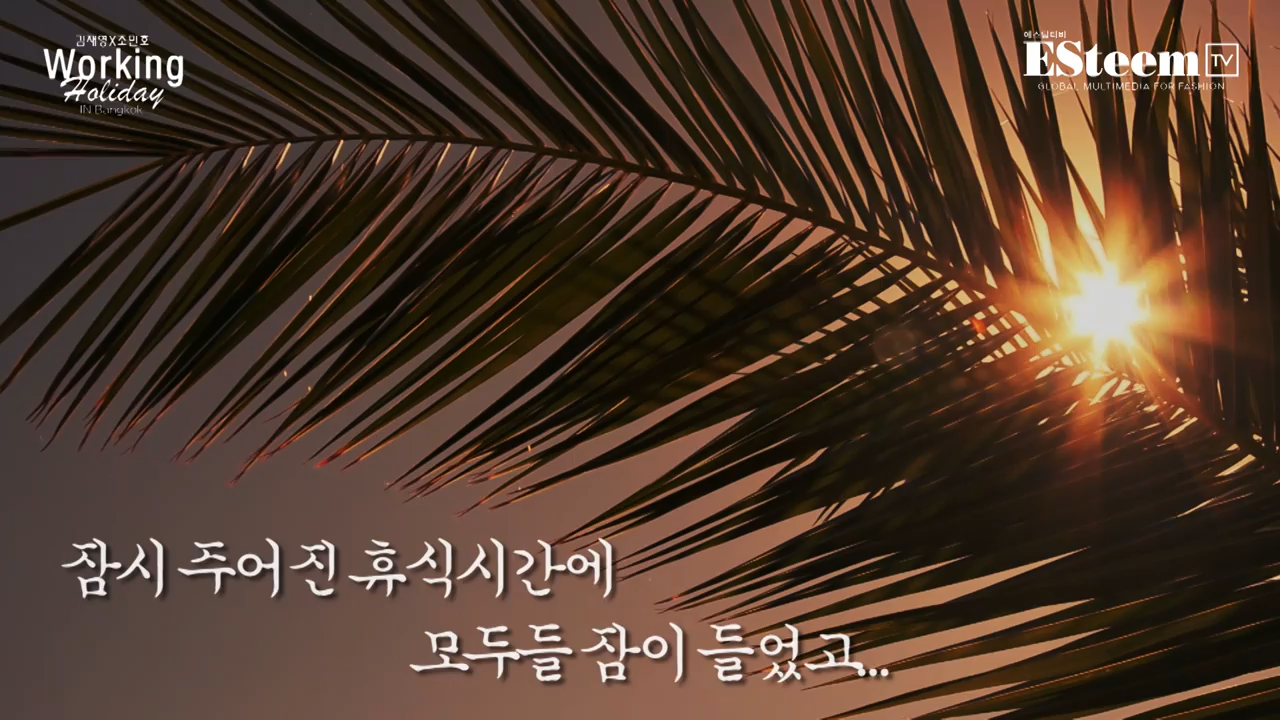 김재영X조민호
Working
Holiday
IN Bangkok
에스팀티비
ESteem TV
GLOBAL MULTIMEDIA FOR FASHION
잠시 주어진 휴식시간에
모두들 잠이 들었고...